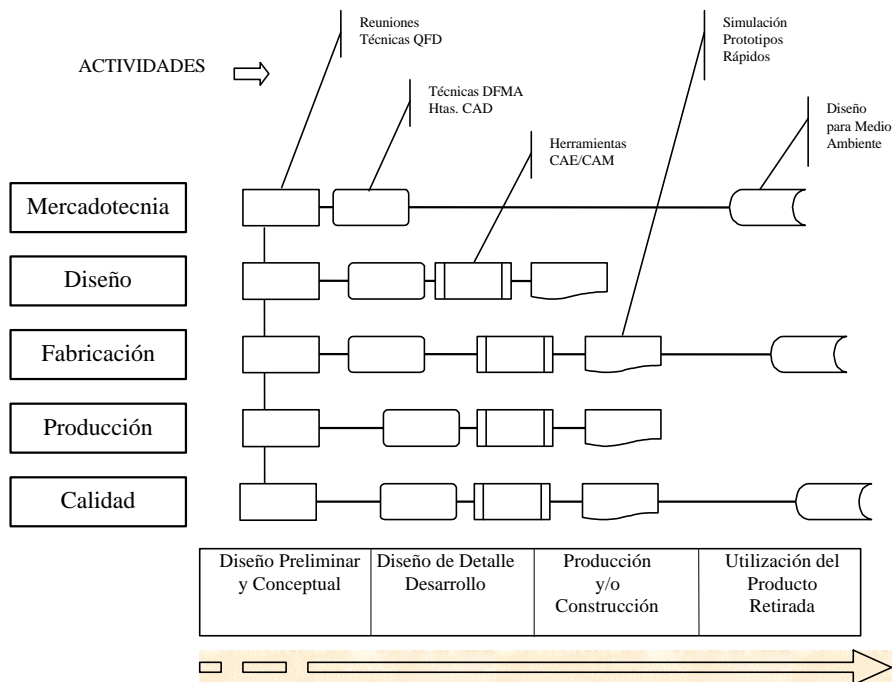 Reuniones
Técnicas QFD
Simulación
Prototipos
Rápidos
ACTIVIDADES
Técnicas DFMA
Htas. CAD
Diseño
para Medio
Ambiente
Herramientas
CAE/CAM
Mercadotecnia
Diseño
Fabricación
Producción
Calidad
Diseño Preliminar
y Conceptual
Diseño de Detalle
Desarrollo
Producción
y/o
Construcción
Utilización del
Producto
Retirada